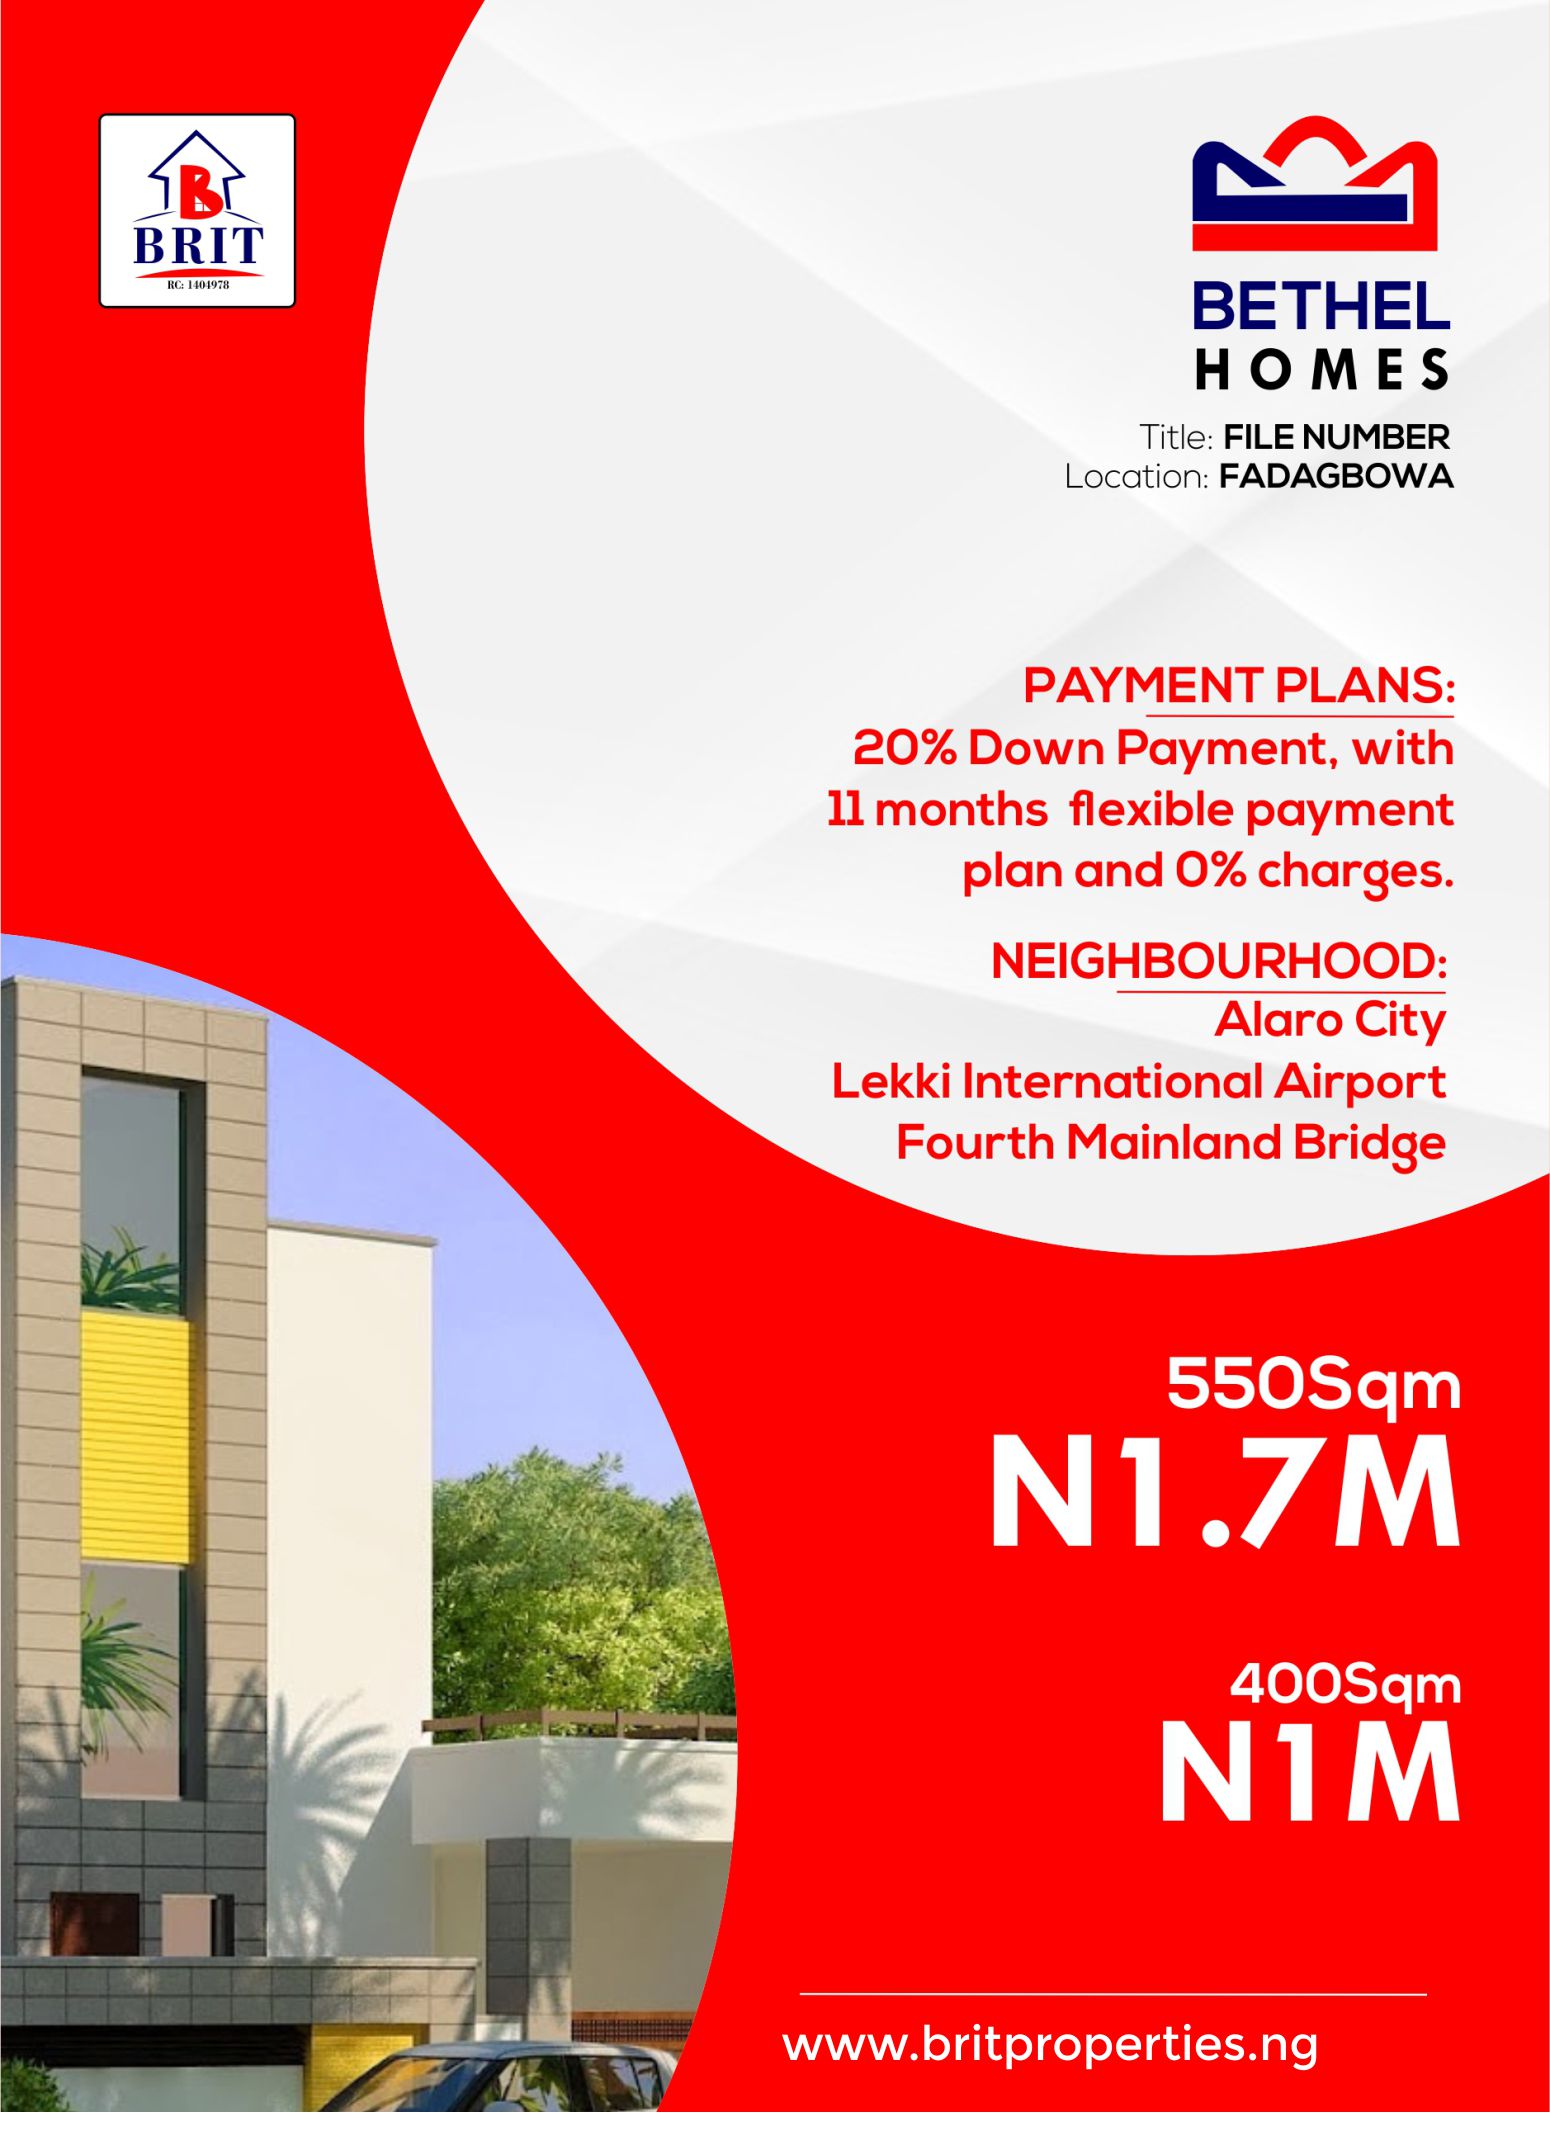 B
BRIT
RC: 1404978
BETHEL
HOMES
Title: FILE NUMBER
Location: FADAGBOWA
PAYMENT PLANS:
20% Down Payment, with
11 months flexible payment
plan and 0% charges.
NEIGHBOURHOOD:
Alaro City
Lekki International Airport
Fourth Mainland Bridge
550Sqm
N1.7M
400Sqm
N1M
www.britproperties.ng